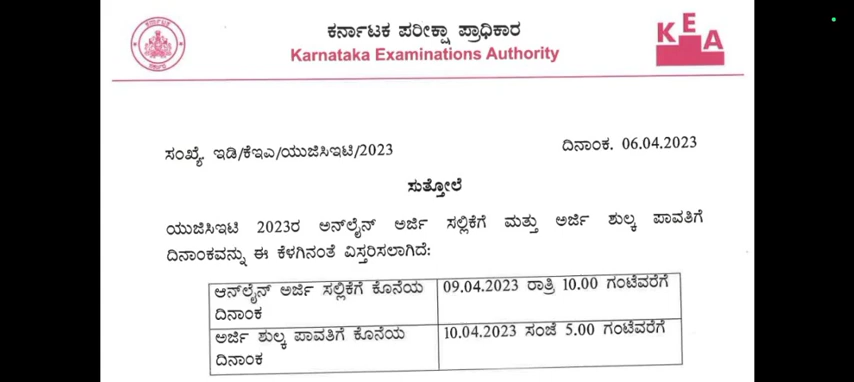 ಕರ್ನಾಟಕ ಪರೀಕ್ಷಾ ಪ್ರಾಧಿಕಾರ
Karnataka Examinations Authority
KEA
ಸಂಖ್ಯೆ. ಇಡಿ/ಕೆಇಎ/ಯುಜಿಸಿಇಟಿ/2023 ದಿನಾಂಕ. 06.04.2023
ಸುತ್ತೋಲೆ
ಯುಜಿಸಿಇಟಿ 2023ರ ಅನ್‌ಲೈನ್ ಅರ್ಜಿ ಸಲ್ಲಿಕೆಗೆ ಮತ್ತು ಅರ್ಜಿ ಶುಲ್ಕ ಪಾವತಿಗೆ
ದಿನಾಂಕವನ್ನು ಈ ಕೆಳಗಿನಂತೆ ವಿಸ್ತರಿಸಲಾಗಿದೆ:
ಆನ್‌ಲೈನ್ ಅರ್ಜಿ ಸಲ್ಲಿಕೆಗೆ ಕೊನೆಯ 09.04.2023 ರಾತ್ರಿ 10.00 ಗಂಟೆವರೆಗೆ
ದಿನಾಂಕ
ಅರ್ಜಿ ಶುಲ್ಕ ಪಾವತಿಗೆ ಕೊನೆಯ 10.04.2023 ಸಂಜೆ 5.00 ಗಂಟೆವರೆಗೆ
ದಿನಾಂಕ